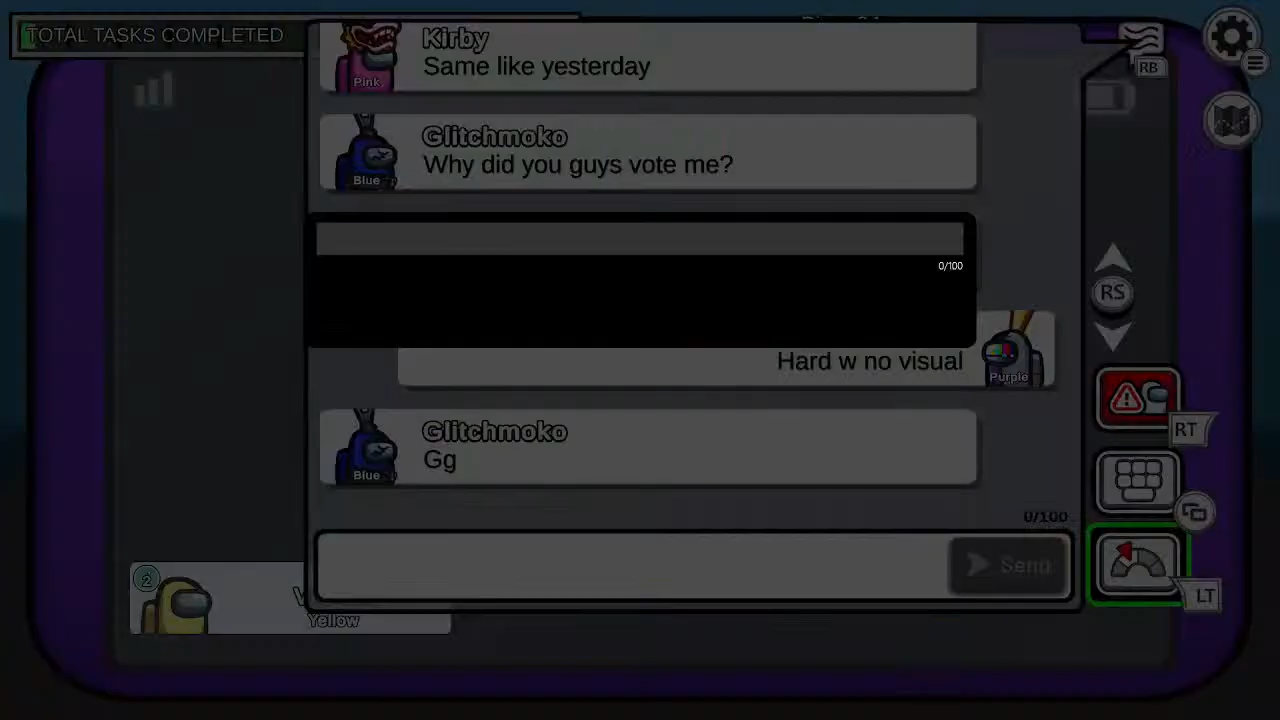 TOTAL TASKS COMPLETED
Kirby
Same like yesterday
Pink
RB
Glitchmoko
Why did you guys vote me?
Blue
0/100
RS
Hard w no visual
Purple
RT
Glitchmoko
Gg
Blue
0/100
Send
2
Yellow
LT